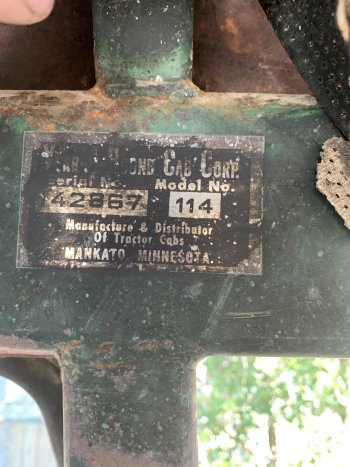 Cab Corp.
Serial No. Model No.
42867 114
Manufacture & Distributor
Of Tractor Cabs
MANKATO, MINNESOTA